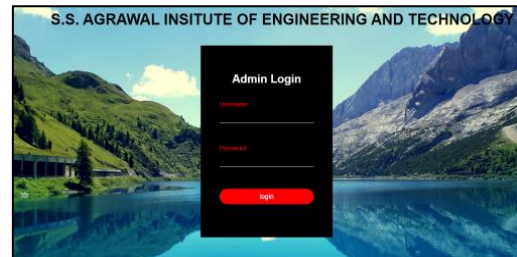 S.S. AGRAWAL INSITUTE OF ENGINEERING AND TECHNOLOGY
Admin Login
Username
Password
login